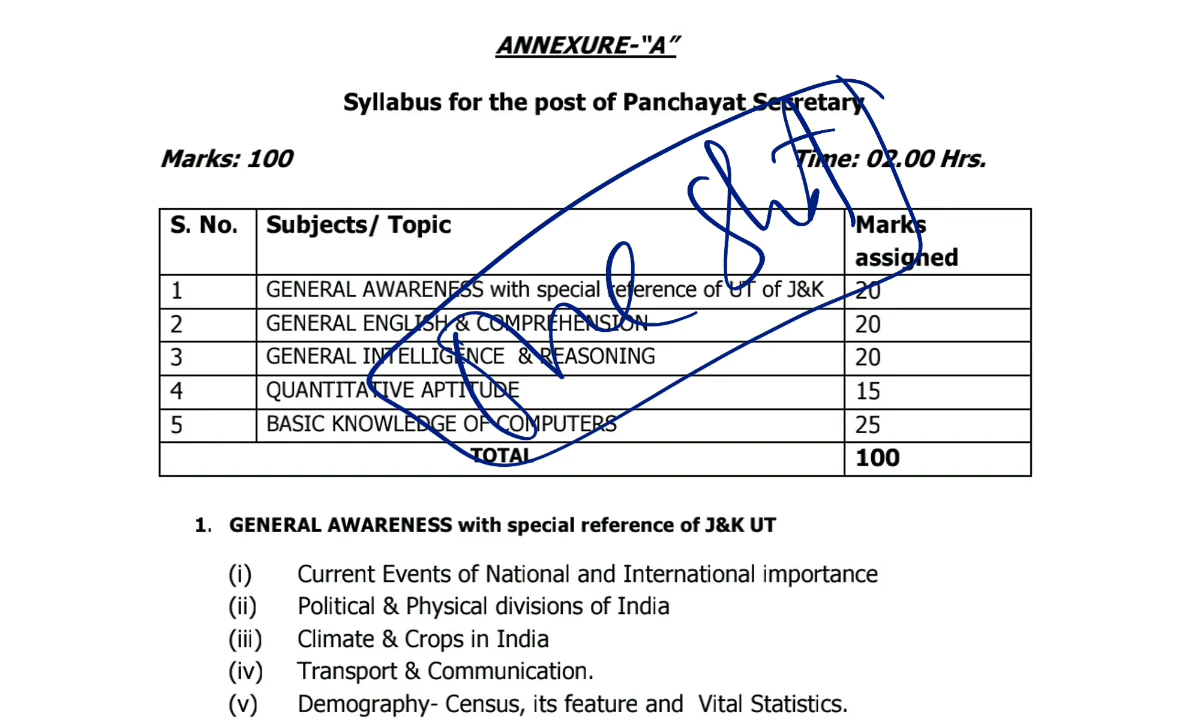 ANNEXURE-“A”
Syllabus for the post of Panchayat Secretary
Marks: 100 Time: 02.00 Hrs.
S. No. Subjects/ Topic Marks assigned
1 GENERAL AWARENESS with special reference of UT of J&K 20
2 GENERAL ENGLISH & COMPREHENSION 20
3 GENERAL INTELLIGENCE & REASONING 20
4 QUANTITATIVE APTITUDE 15
5 BASIC KNOWLEDGE OF COMPUTERS 25
TOTAL 100
1. GENERAL AWARENESS with special reference of J&K UT
(i) Current Events of National and International importance
(ii) Political & Physical divisions of India
(iii) Climate & Crops in India
(iv) Transport & Communication.
(v) Demography- Census, its feature and Vital Statistics.